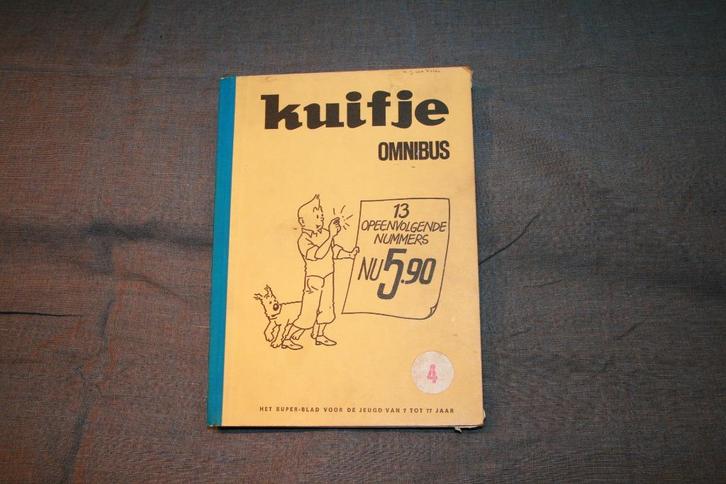 kuifje
OMNIBUS
13
OPEENVOLGENDE
NUMMERS
NU 5.90
4
HET SUPER-BLAD VOOR DE JEUGD VAN 7 TOT 77 JAAR